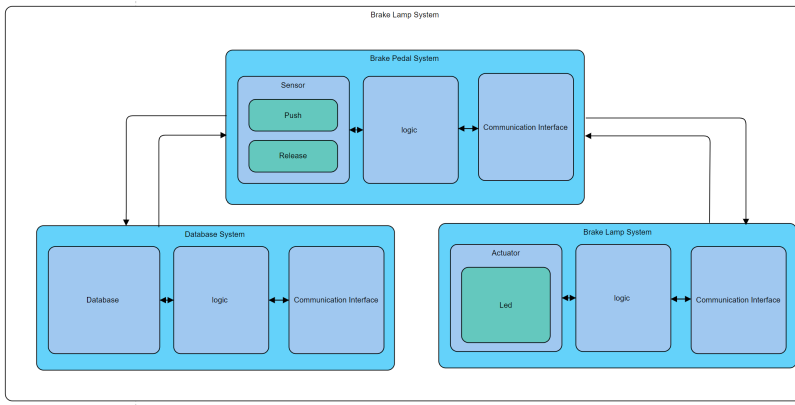 Brake Lamp System
Brake Pedal System
Sensor
Push
Release
logic
Communication Interface
Database System
Database
logic
Communication Interface
Brake Lamp System
Actuator
Led
logic
Communication Interface